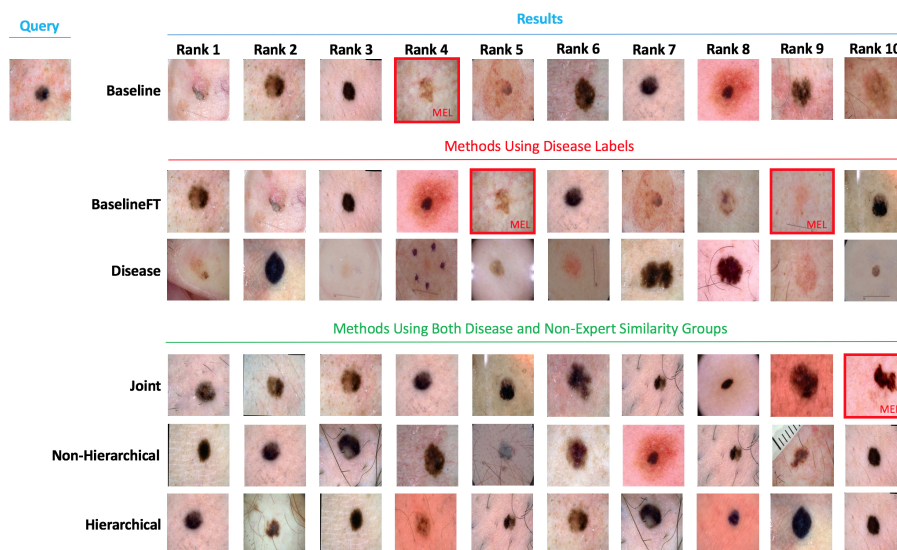 Query
Results
Rank 1 Rank 2 Rank 3 Rank 4 Rank 5 Rank 6 Rank 7 Rank 8 Rank 9 Rank 10
Baseline
MEL
Methods Using Disease Labels
BaselineFT
MEL MEL
Disease
Methods Using Both Disease and Non-Expert Similarity Groups
Joint
MEL
Non-Hierarchical
Hierarchical